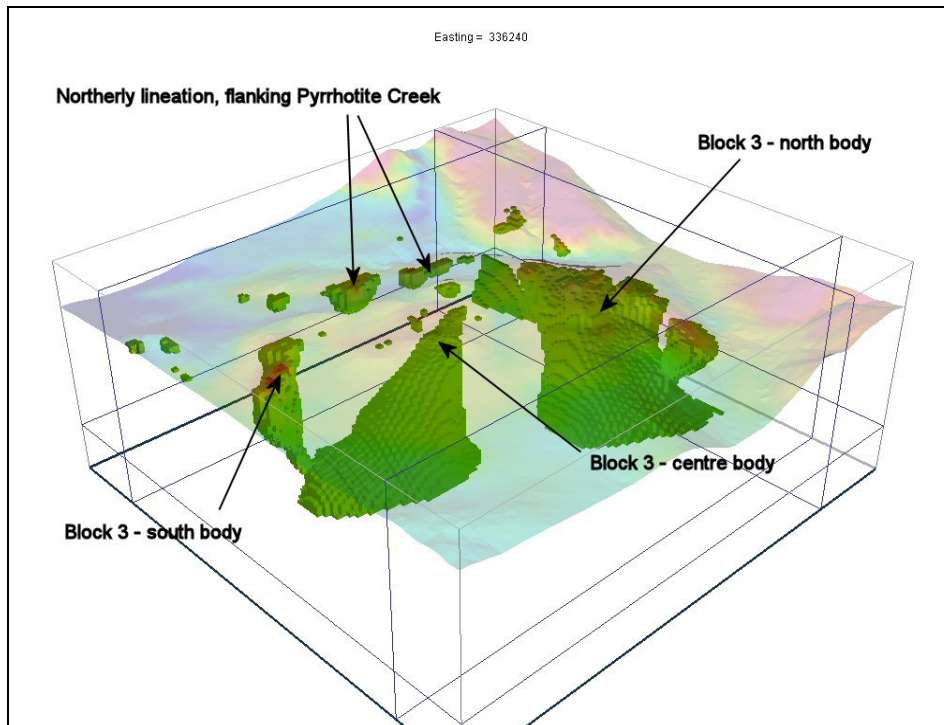 Easting = 336240
Northerly lineation, flanking Pyrrhotite Creek
Block 3 - north body
Block 3 - centre body
Block 3 - south body